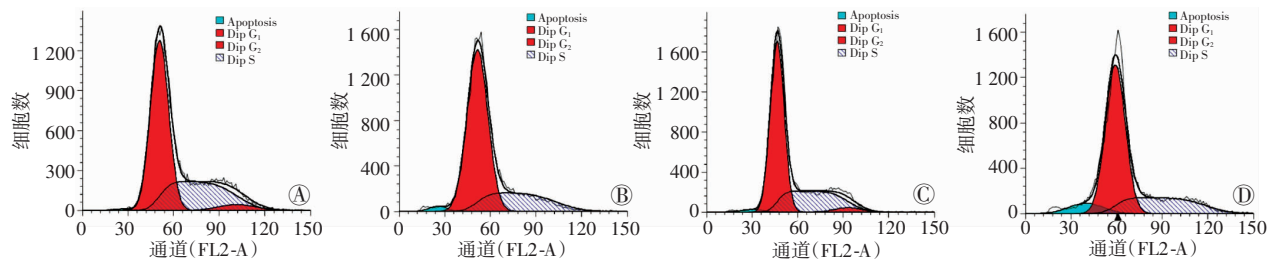 Apoptosis
Dip G₁
Dip G₂
Dip S
细胞数
1 200
900
600
300
0
0 30 60 90 120 150
通道(FL2-A)
Ⓐ
Apoptosis
Dip G₁
Dip G₂
Dip S
细胞数
1 600
1 200
800
400
0
0 30 60 90 120 150
通道(FL2-A)
Ⓑ
Apoptosis
Dip G₁
Dip G₂
Dip S
细胞数
1 600
1 200
800
400
0
0 30 60 90 120 150
通道(FL2-A)
Ⓒ
Apoptosis
Dip G₁
Dip G₂
Dip S
细胞数
1 600
1 200
800
400
0
0 30 60 90 120 150
通道(FL2-A)
Ⓓ